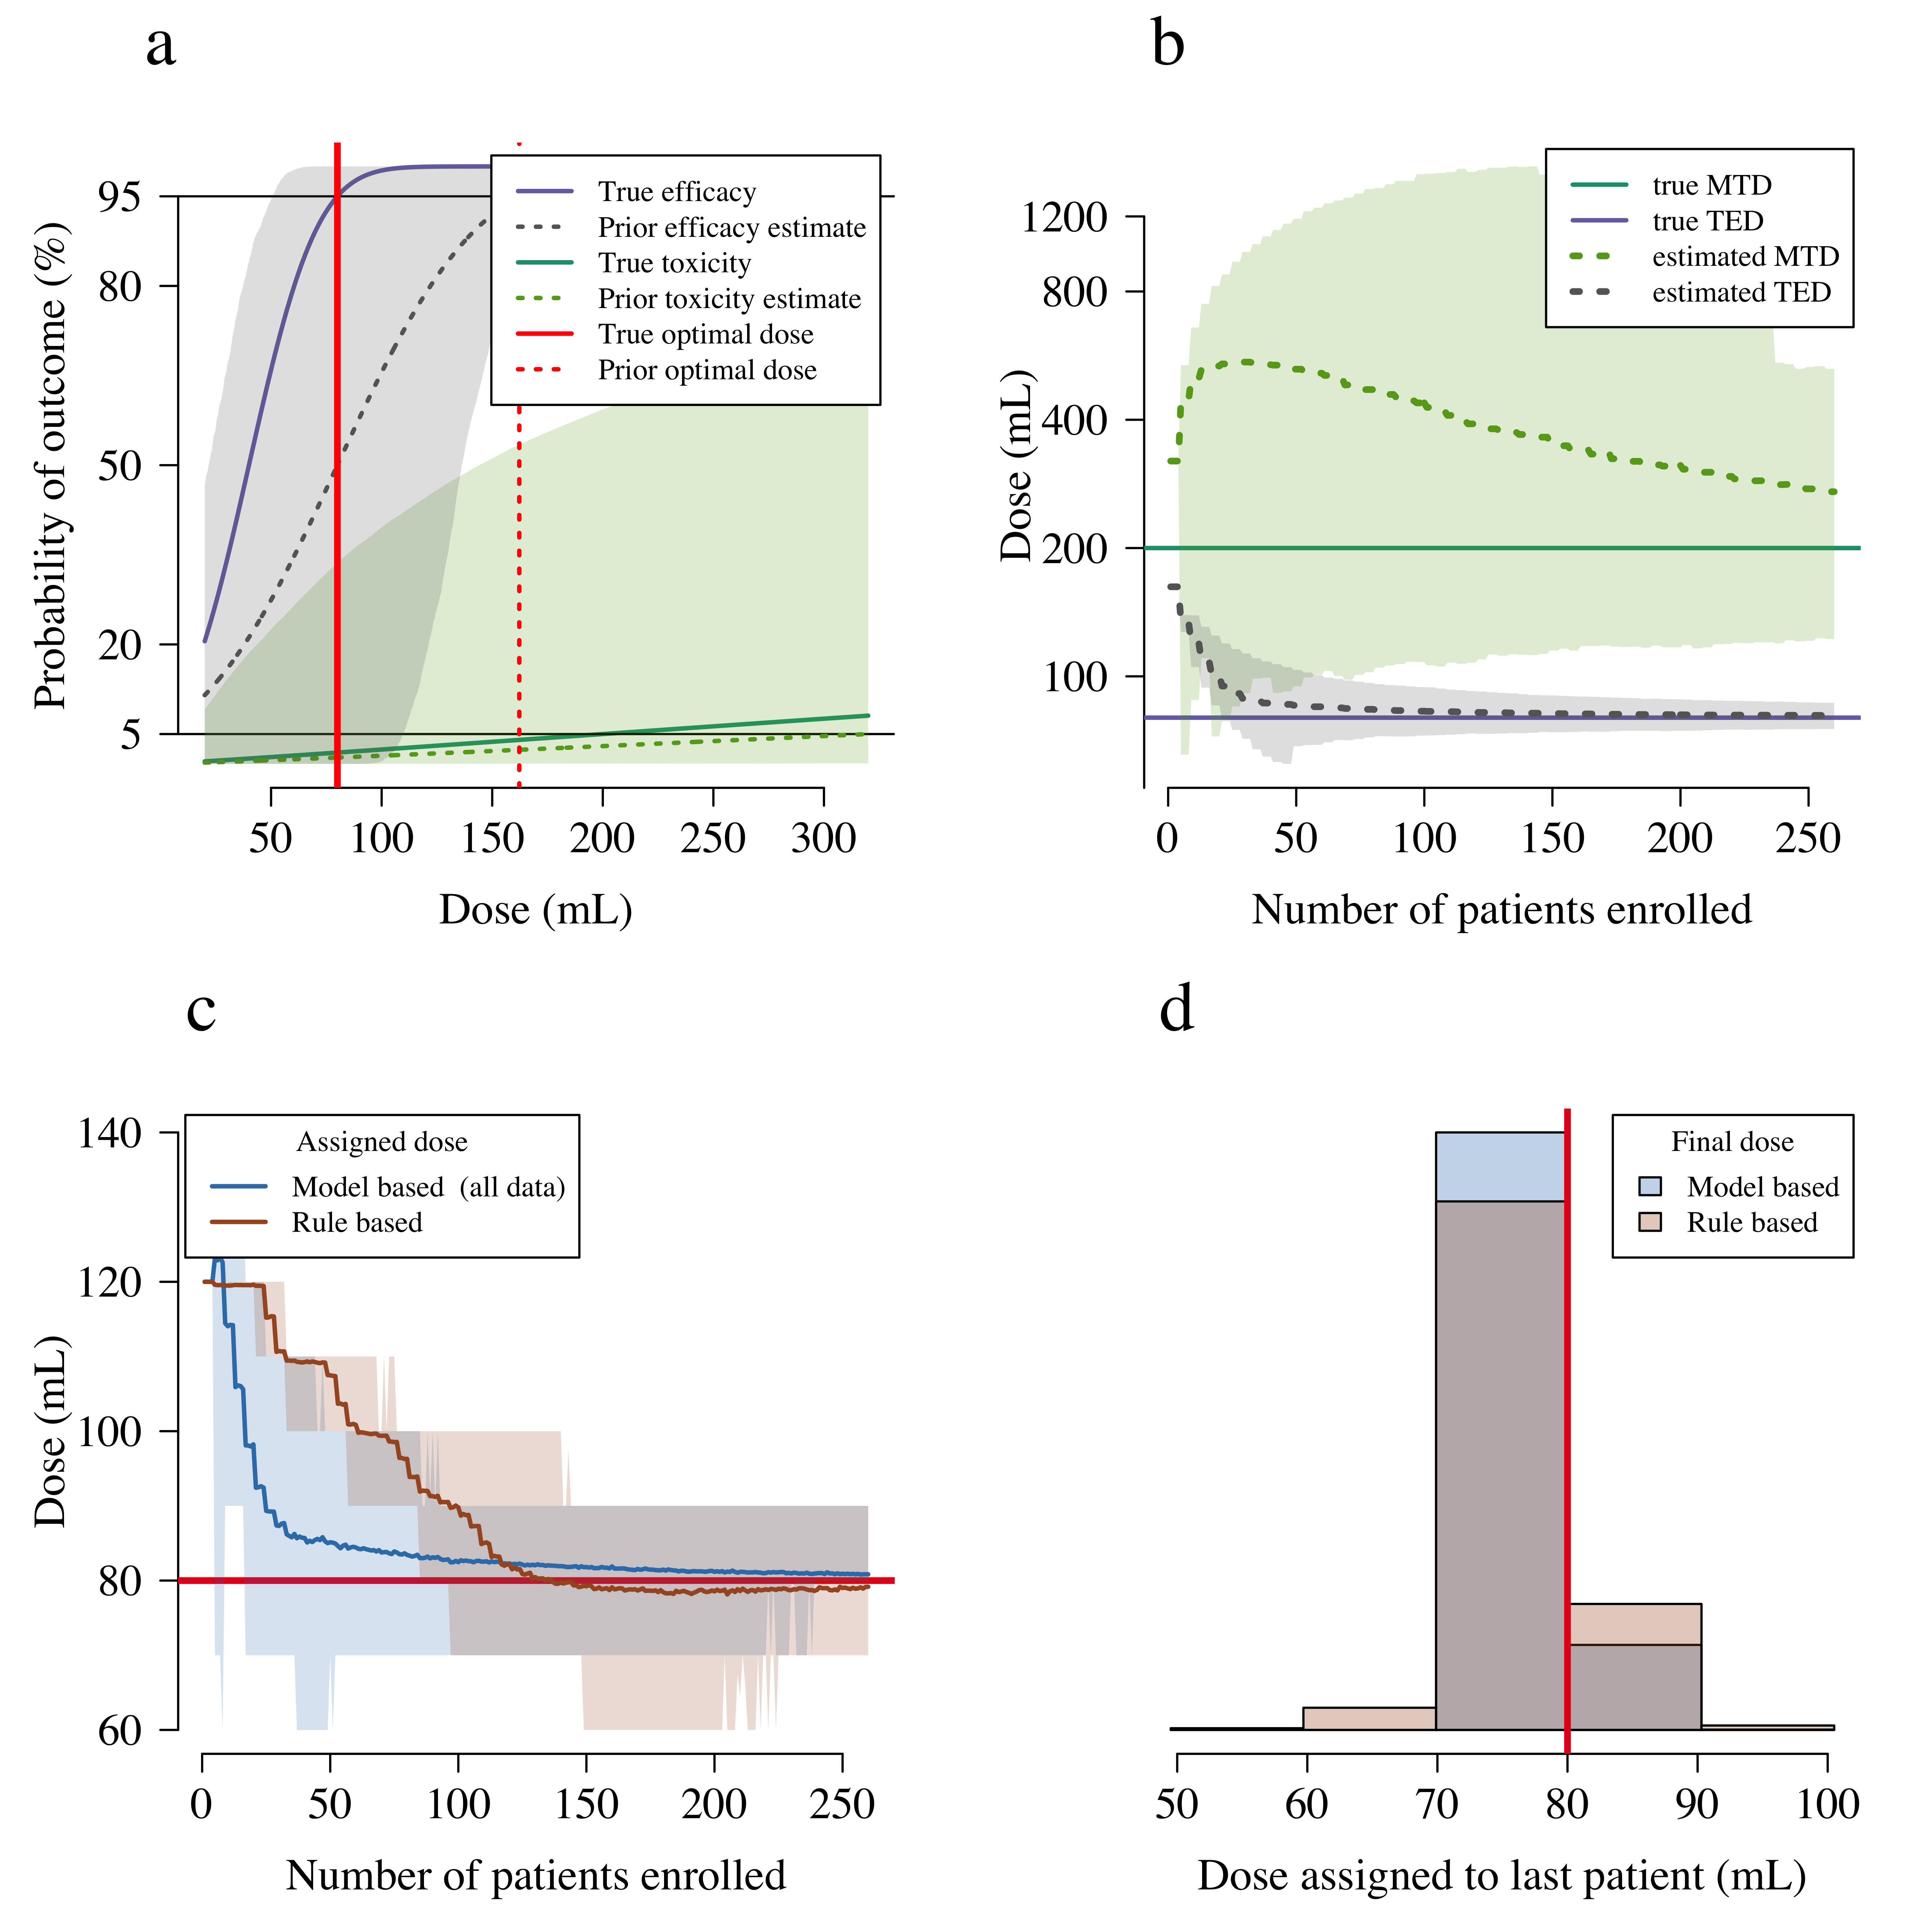 a
Probability of outcome (%)
95
80
50
20
5
True efficacy
Prior efficacy estimate
True toxicity
Prior toxicity estimate
True optimal dose
Prior optimal dose
50 100 150 200 250 300
Dose (mL)
b
Dose (mL)
1200
800
400
200
100
true MTD
true TED
estimated MTD
estimated TED
0 50 100 150 200 250
Number of patients enrolled
c
Dose (mL)
140
120
100
80
60
Assigned dose
Model based (all data)
Rule based
0 50 100 150 200 250
Number of patients enrolled
d
Final dose
Model based
Rule based
50 60 70 80 90 100
Dose assigned to last patient (mL)